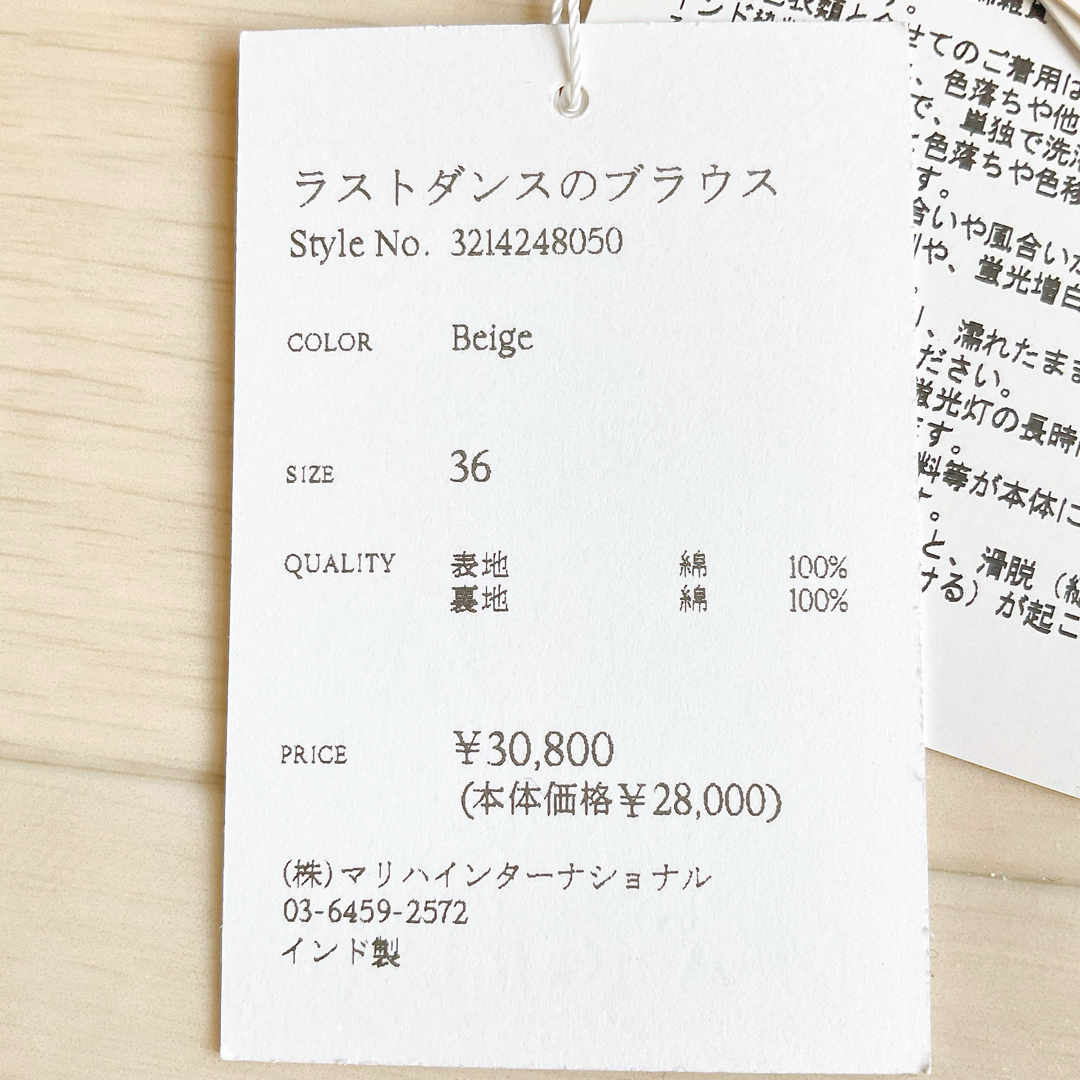 ラストダンスのブラウス
Style No. 3214248050
COLOR Beige
SIZE 36
QUALITY 表地 綿 100%
裏地 綿 100%
PRICE ¥30,800
(本体価格¥28,000)
(株)マリハインターナショナル
03-6459-2572
インド製
せてのご着用は
、色落ちや他
で、単独で洗
色落ちや色移
す。
合いや風合いが
や、蛍光増白
、濡れたまま
ださい。
蛍光灯の長時
ます。
料等が本体に
す。
と、滑脱（
ける）が起こ